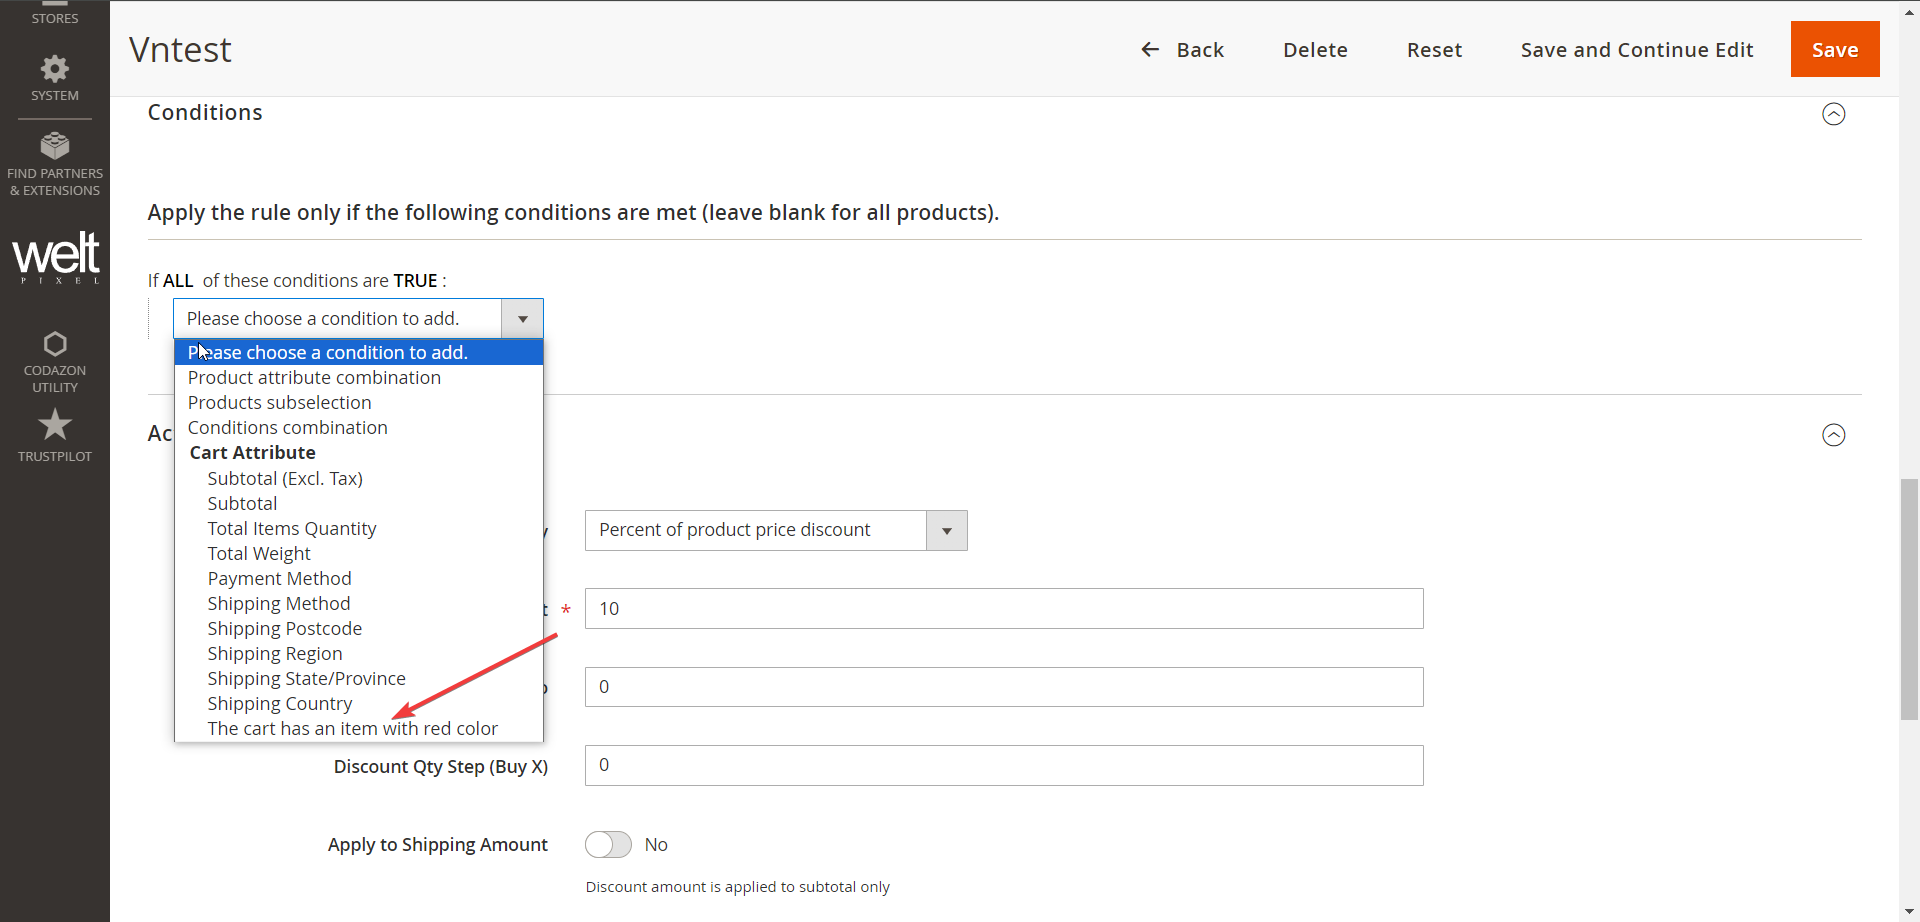 STORES
SYSTEM
FIND PARTNERS
& EXTENSIONS
welt
PIXEL
CODAZON
UTILITY
TRUSTPILOT
Vntest
Back
Delete
Reset
Save and Continue Edit
Save
Conditions
Apply the rule only if the following conditions are met (leave blank for all products).
If ALL of these conditions are TRUE :
Please choose a condition to add.
Please choose a condition to add.
Product attribute combination
Products subselection
Conditions combination
Cart Attribute
Subtotal (Excl. Tax)
Subtotal
Total Items Quantity
Total Weight
Payment Method
Shipping Method
Shipping Postcode
Shipping Region
Shipping State/Province
Shipping Country
The cart has an item with red color
Ac
y
Percent of product price discount
t *
10
0
Discount Qty Step (Buy X)
0
Apply to Shipping Amount
No
Discount amount is applied to subtotal only